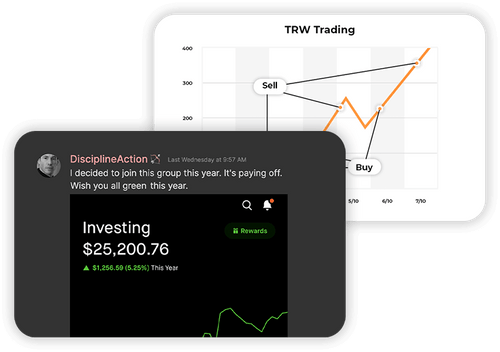 TRW Trading
400
300
200
Sell
Buy
5/10
6/10
7/10
DisciplineAction
Last Wednesday at 9:57 AM
I decided to join this group this year. It's paying off.
Wish you all green this year.
Investing
$25,200.76
Rewards
▲ $1,256.59 (5.25%) This Year